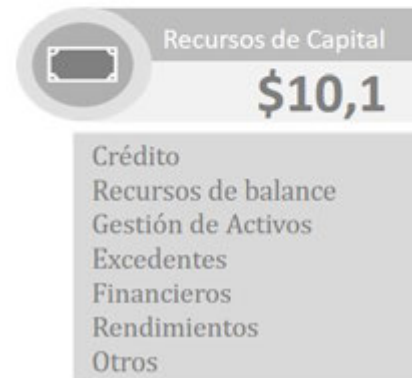 Recursos de Capital
$10,1
Crédito
Recursos de balance
Gestión de Activos
Excedentes
Financieros
Rendimientos
Otros